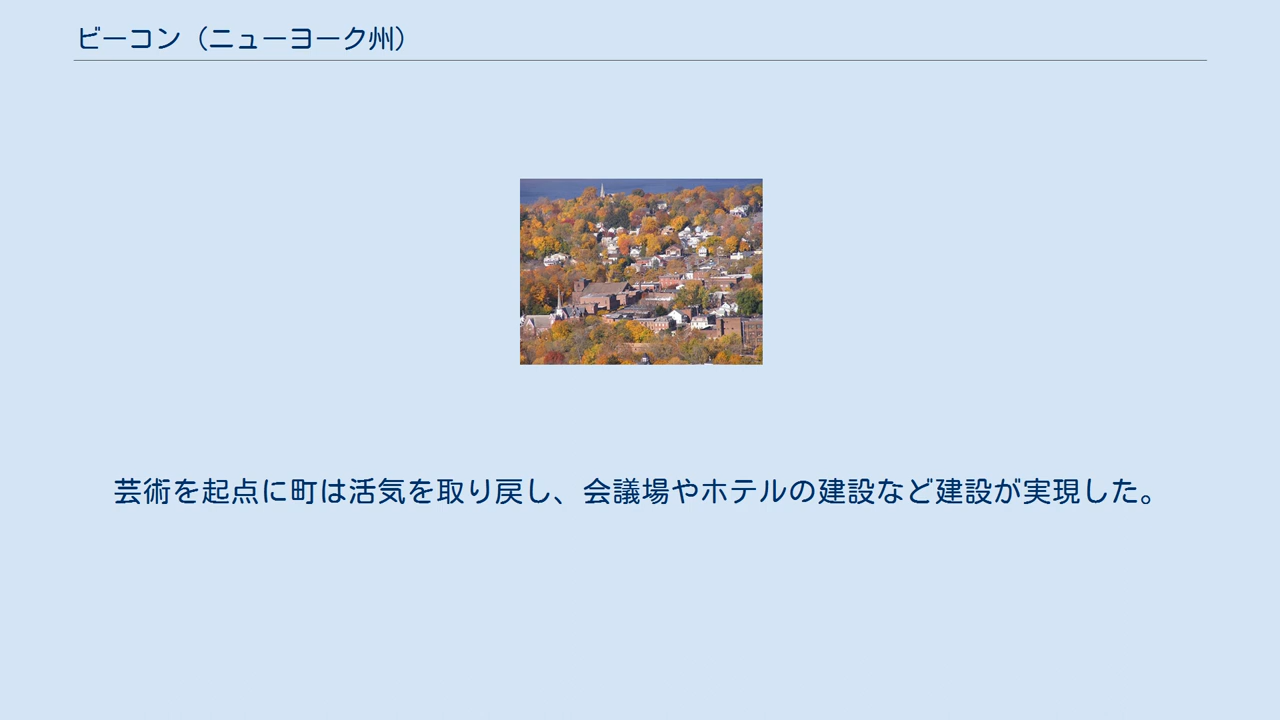 ビーコン（ニューヨーク州）
芸術を起点に町は活気を取り戻し、会議場やホテルの建設など建設が実現した。